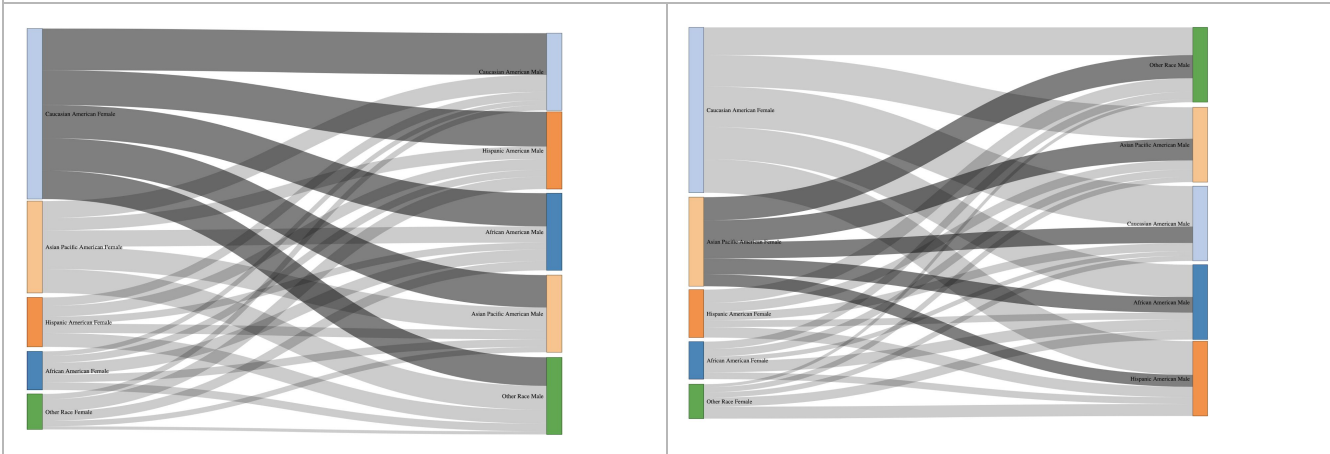 Caucasian American Male
Caucasian American Female
Hispanic American Male
African American Male
Asian Pacific American Female
Asian Pacific American Male
Hispanic American Female
African American Female
Other Race Male
Other Race Female
Other Race Male
Caucasian American Female
Asian Pacific American Male
Caucasian American Male
Asian Pacific American Female
African American Male
Hispanic American Female
African American Female
Hispanic American Male
Other Race Female